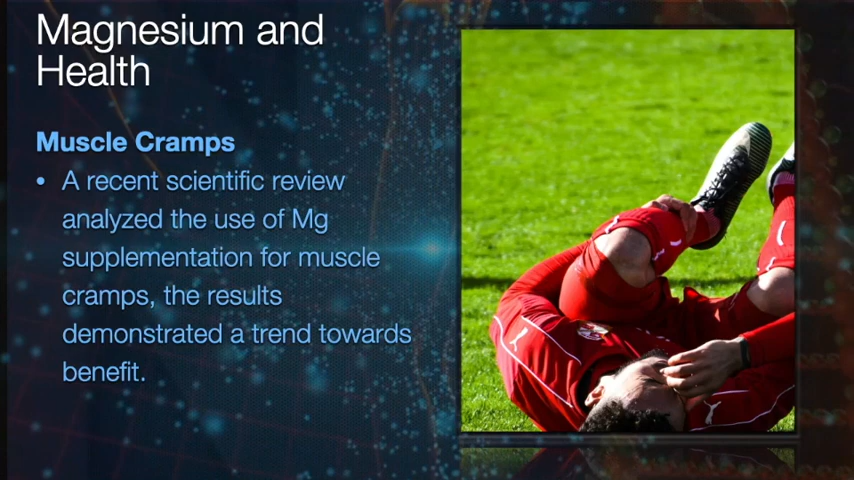 Magnesium and
Health
Muscle Cramps
• A recent scientific review
analyzed the use of Mg
supplementation for muscle
cramps, the results
demonstrated a trend towards
benefit.